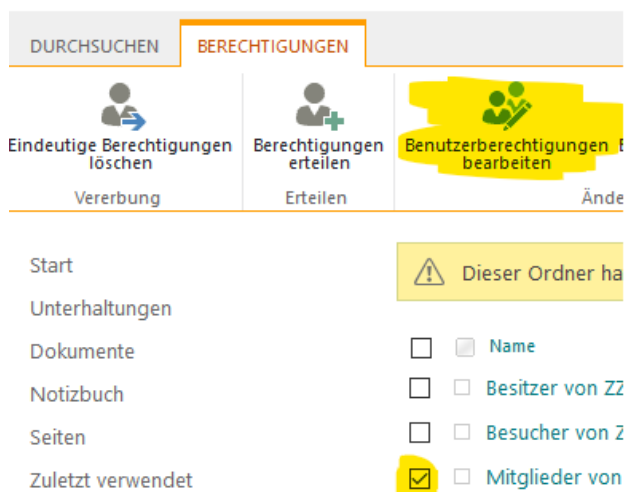 DURCHSUCHEN BERECHTIGUNGEN
Eindeutige Berechtigungen löschen
Berechtigungen erteilen
Benutzerberechtigungen bearbeiten
Vererbung Erteilen Ände
Start
Unterhaltungen
Dokumente
Notizbuch
Seiten
Zuletzt verwendet
Dieser Ordner ha
Name
Besitzer von ZZ
Besucher von Z
Mitglieder von